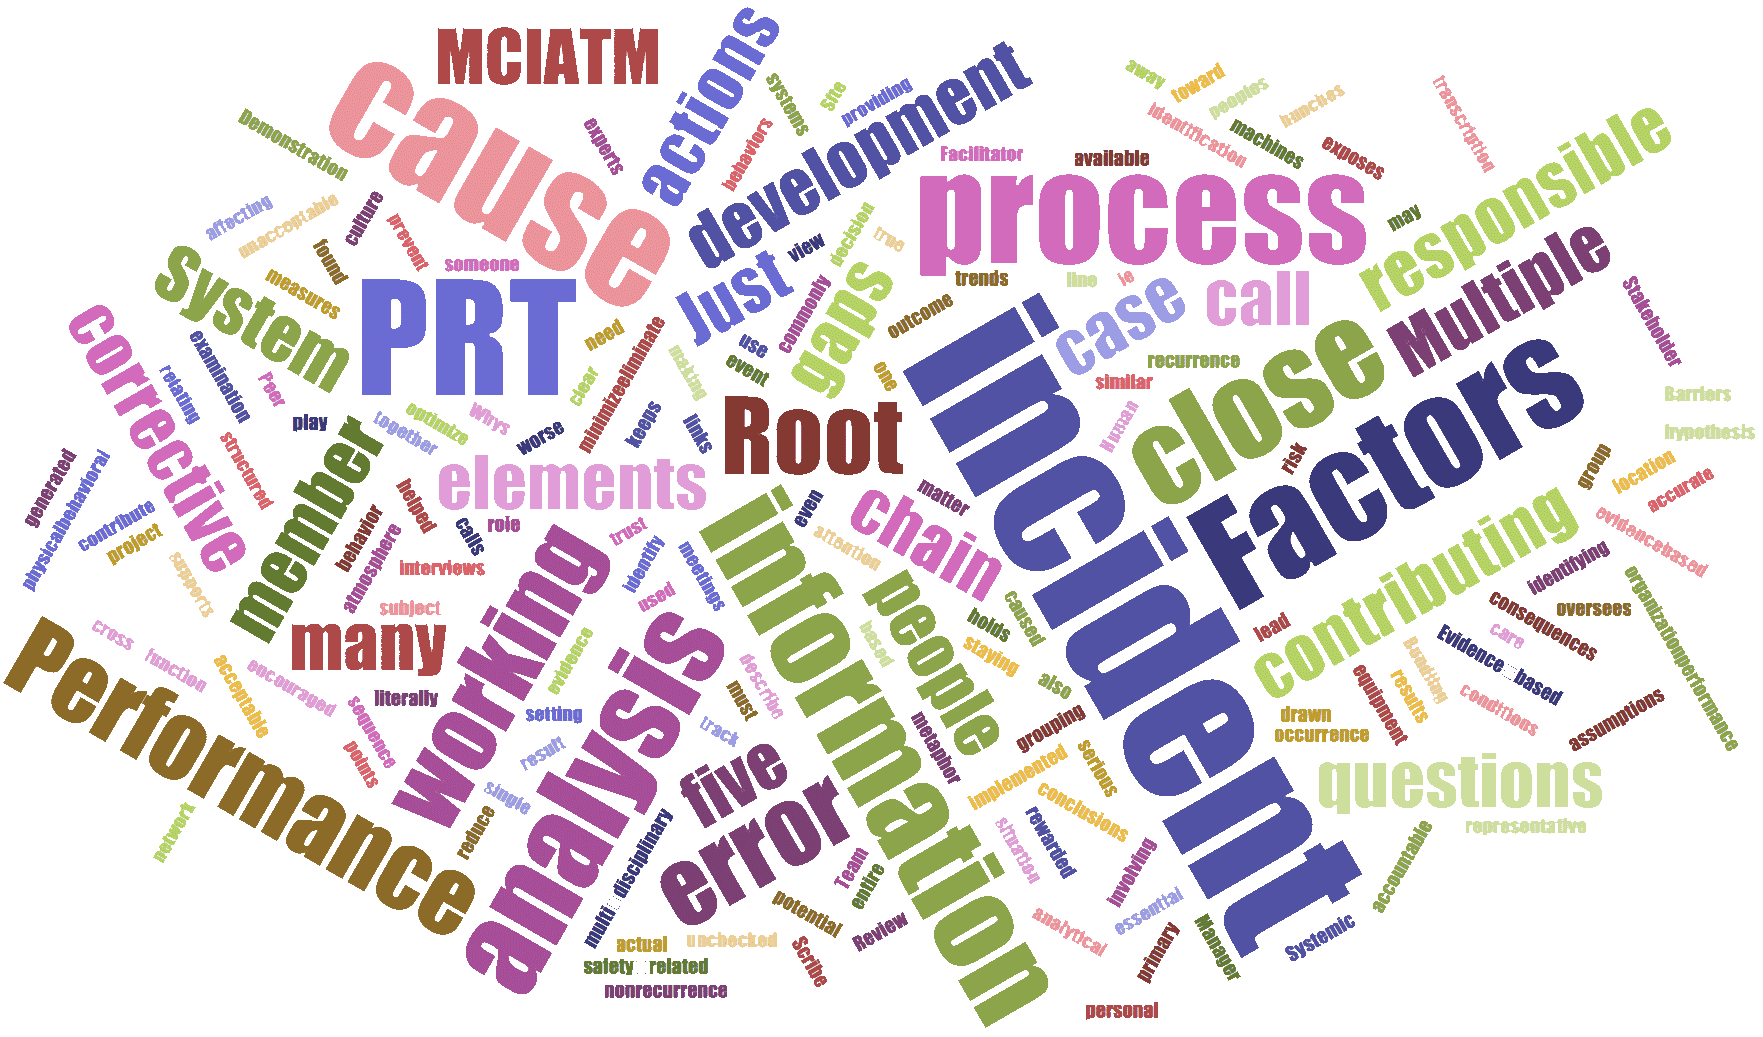 MCIATM
cause
actions
systems
Site
providing
development
away
toward
peoples
hunches
identification
machines
exposes
transcription
Demonstration
experts
behaviors
Facilitator
available
process
responsible
affecting
unacceptable
culture
prevent
someone
found
measures
System
PRT
Just
view
decision
true
commonly
gaps
trends
line
ie
outcome
case
call
may
Multiple
Stakeholder
corrective
relating
examination
Peer
play
structured
together
optimize
Whys
clear
need
worse
minimizeeliminate
making
keeps
links
use
event
one
Root
recurrence
similar
Human
close
risk
Factors
Barriers
hypothesis
group
location
accurate
evidencebased
generated
physicalbehavioral
contribute
project
supports
member
behavior
helped
atmosphere
calls
role
elements
interviews
subject
trust
identify
meetings
used
even
attention
matter
chain
incident
information
people
based
holds
caused
staying
also
lead
contributing
identifying
consequences
oversees
organizationperformance
Evidence based
care
Bundling
conditions
equipment
results
assumptions
drawn
occurrence
questions
representative
accountable
cross
function
acceptable
encouraged
many
literally
sequence
points
working
evidence
setting
result
single
reduce
analysis
describe
must
track
five
error
metaphor
grouping
implemented
serious
conclusions
Performance
network
multi disciplinary
actual
unchecked
safety related
nonrecurrence
potential
Scribe
Team
entire
Review
situation
rewarded
analytical
involving
essential
primary
Manager
Systemic
personal